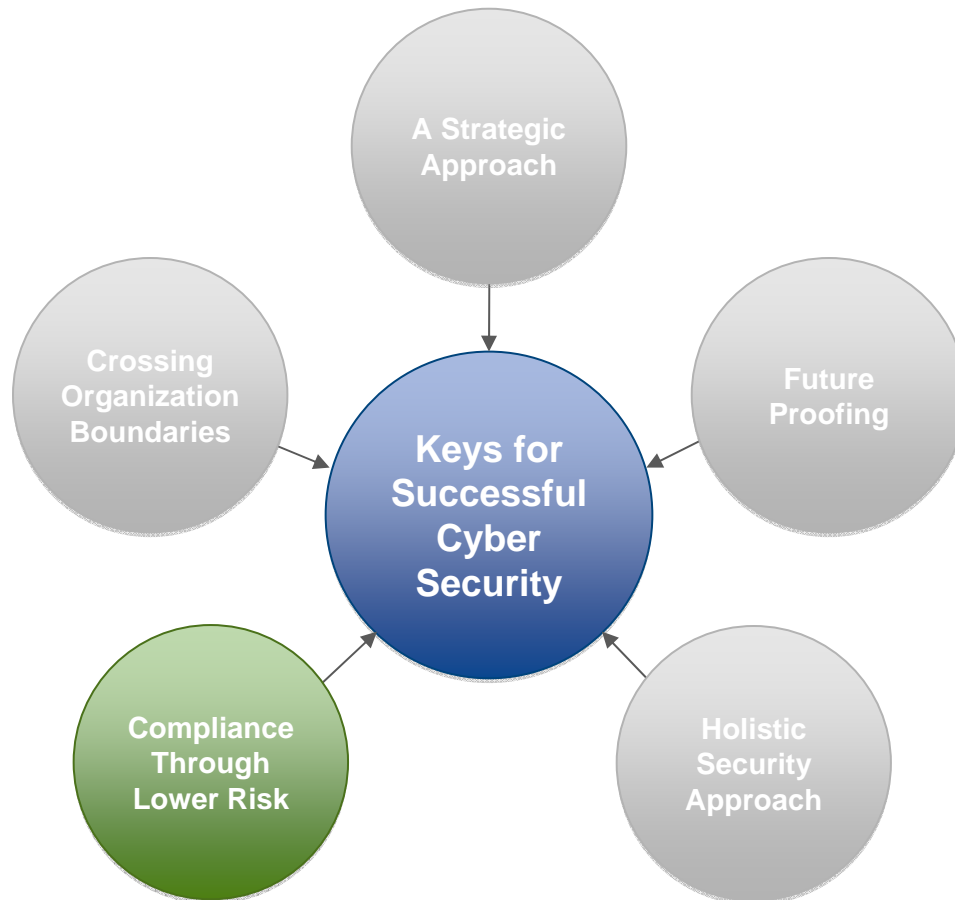 A Strategic
Approach
Crossing
Organization
Boundaries
Future
Proofing
Keys for
Successful
Cyber
Security
Compliance
Through
Lower Risk
Holistic
Security
Approach